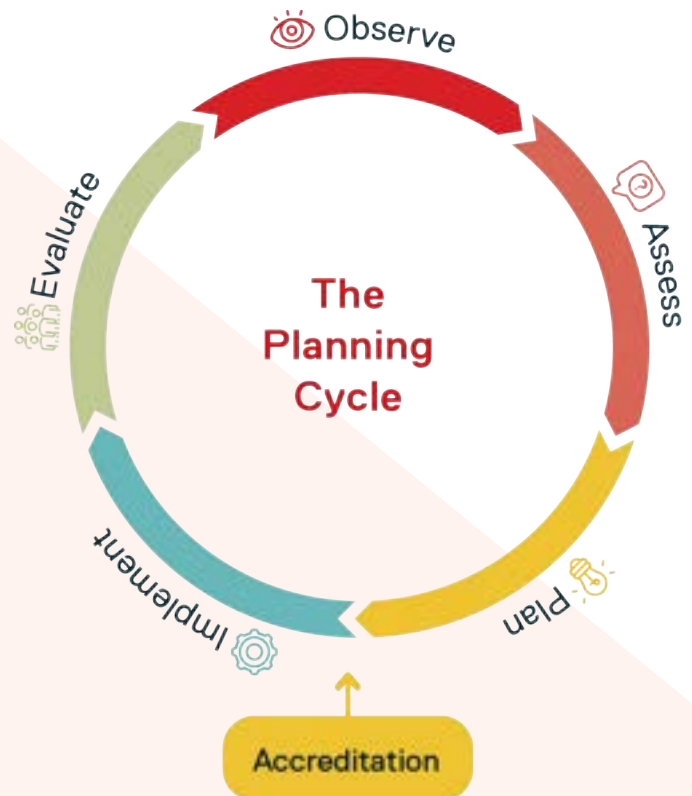 Observe
Assess
Plan
Implement
Evaluate
The
Planning
Cycle
Accreditation